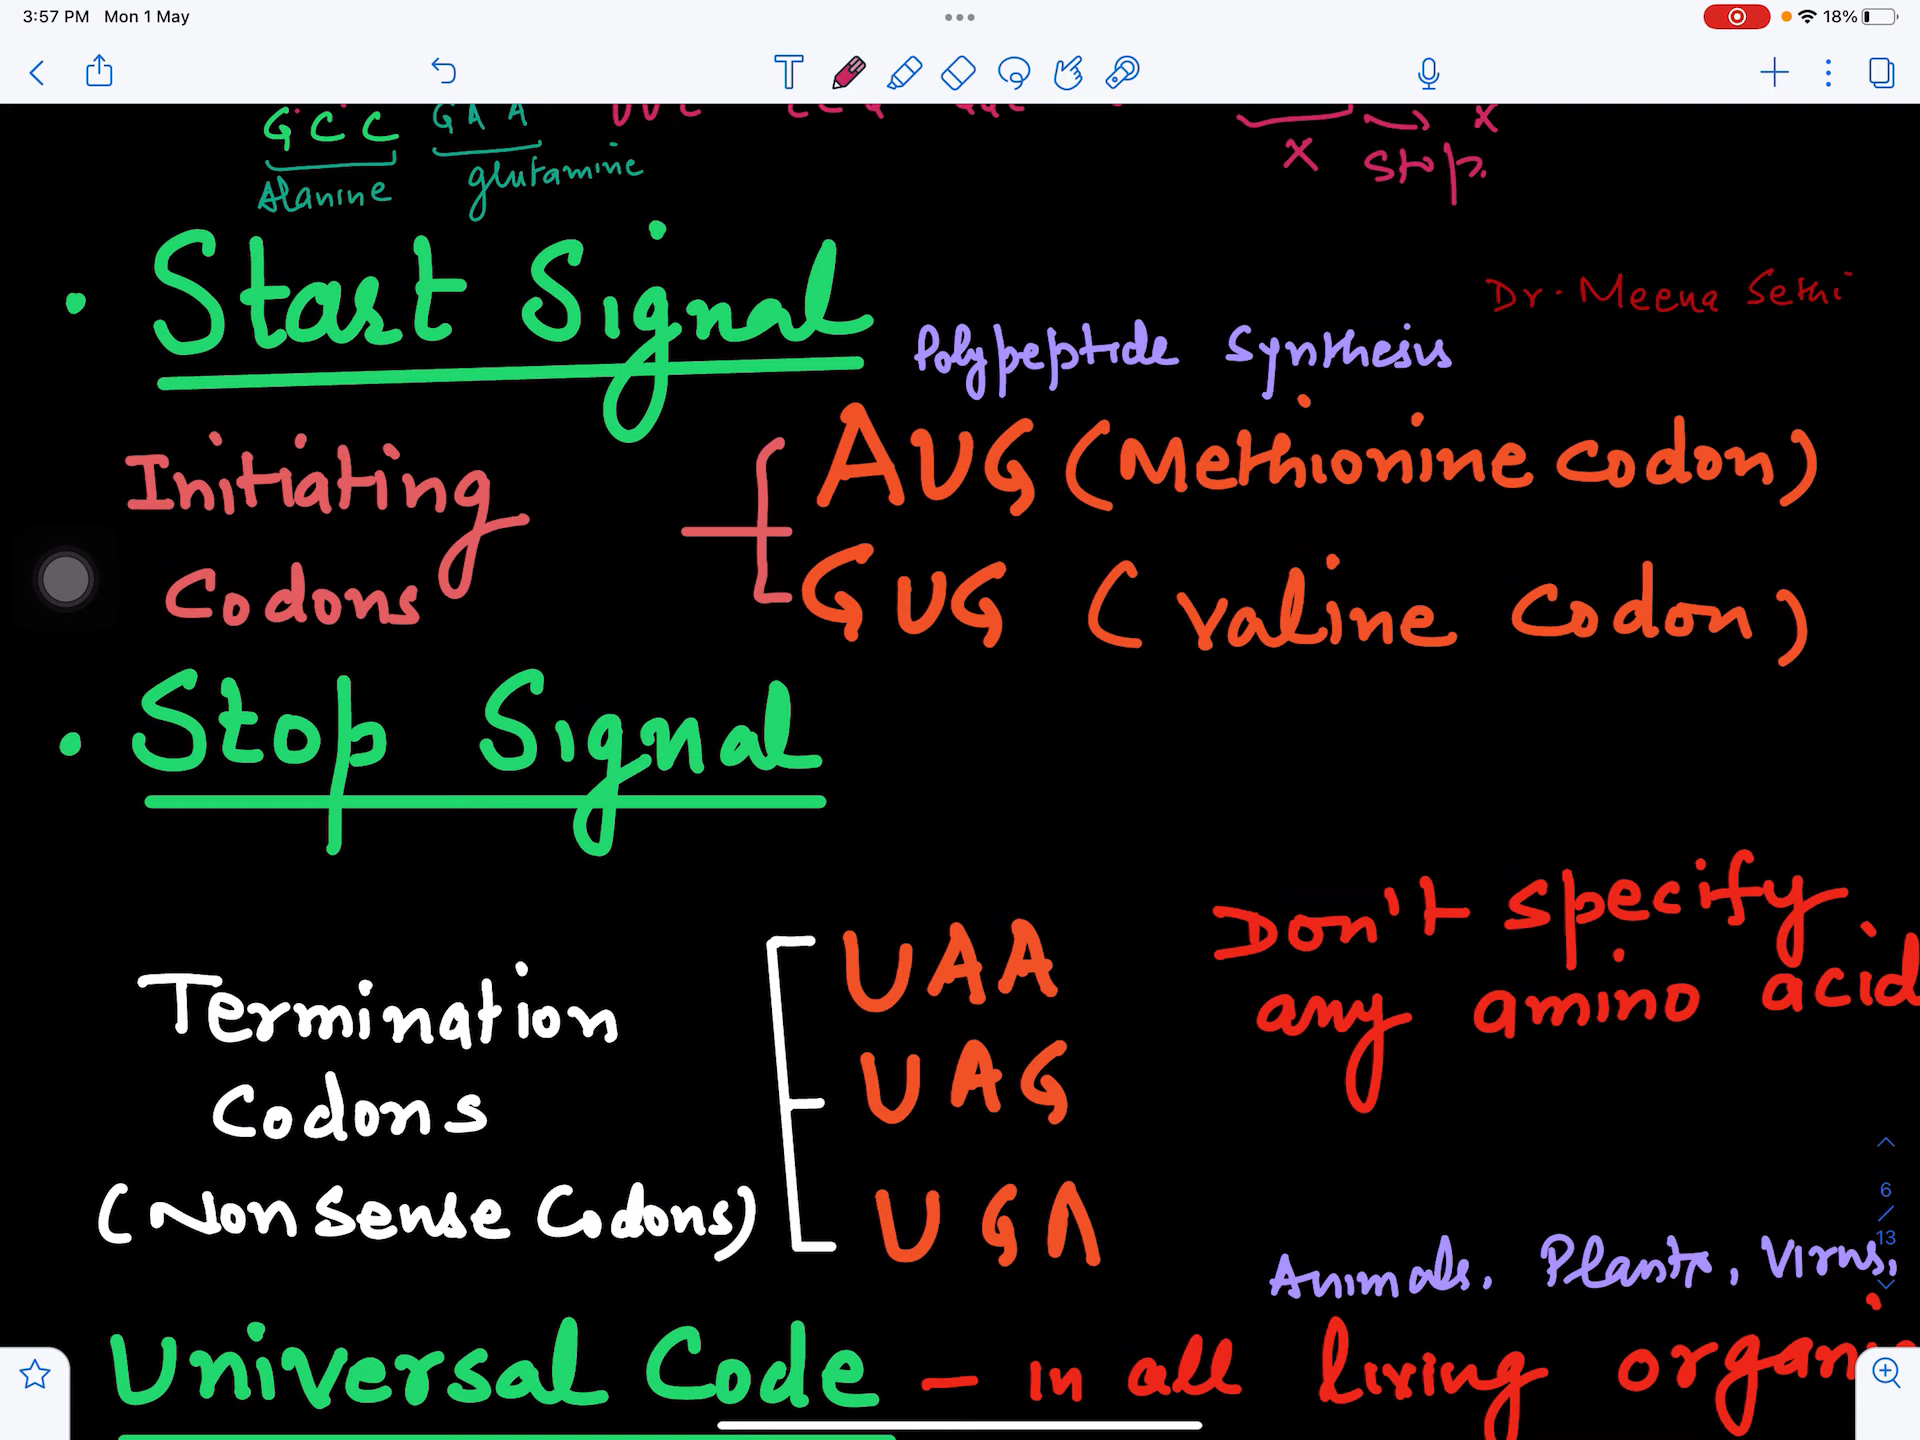 3:57 PM Mon 1 May
18%
GCC GAA
Alanine glutamine
x stop. x
• Start Signal
Dr. Meena Sethi
Polypeptide Synthesis
Initiating Codons
AUG (Methionine codon)
GUG (valine codon)
• Stop Signal
Don't specify
any amino acid
Termination
Codons
(Non Sense Codons)
UAA
UAG
UGA
6
/
13
Animals, Plants, Virus,
Universal Code – in all living organi